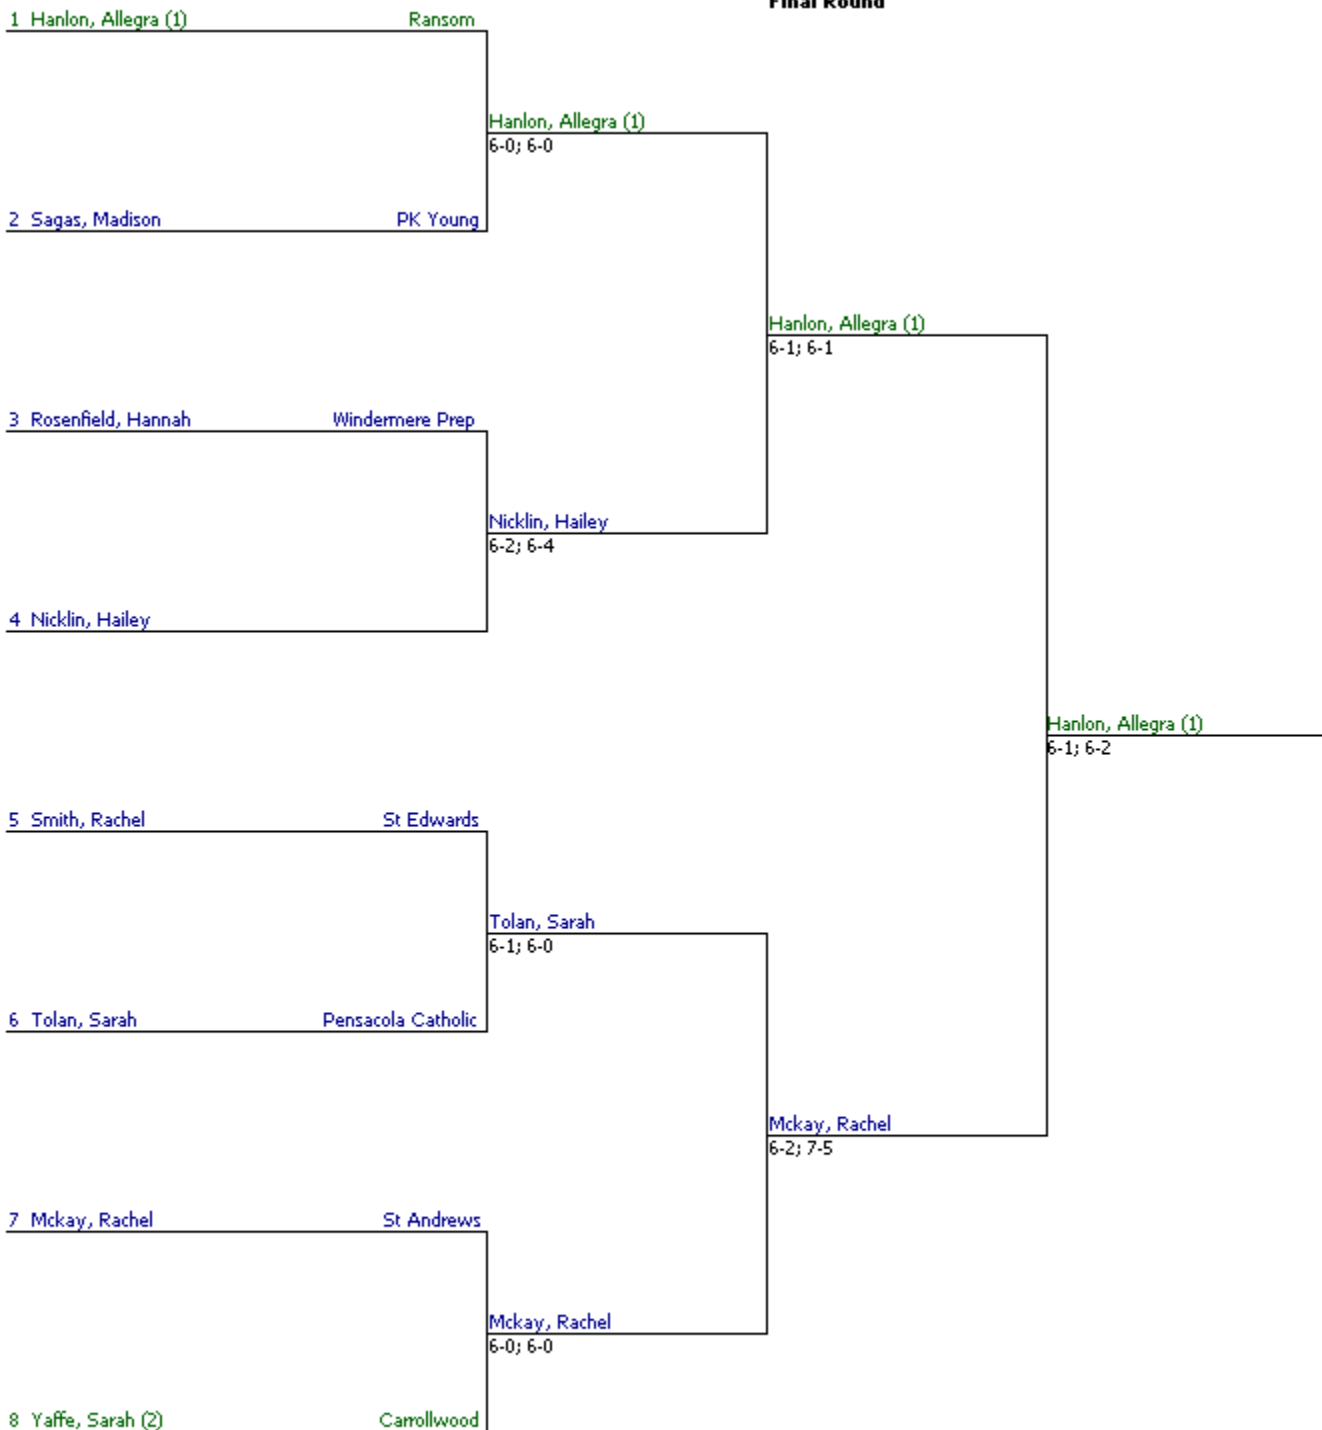 Final Round
1 Hanlon, Allegra (1) Ransom
Hanlon, Allegra (1)
6-0; 6-0
2 Sagas, Madison PK Young
Hanlon, Allegra (1)
6-1; 6-1
3 Rosenfield, Hannah Windermere Prep
Nicklin, Hailey
6-2; 6-4
4 Nicklin, Hailey
Hanlon, Allegra (1)
6-1; 6-2
5 Smith, Rachel St Edwards
Tolan, Sarah
6-1; 6-0
6 Tolan, Sarah Pensacola Catholic
Mckay, Rachel
6-2; 7-5
7 Mckay, Rachel St Andrews
Mckay, Rachel
6-0; 6-0
8 Yaffe, Sarah (2) Carrollwood